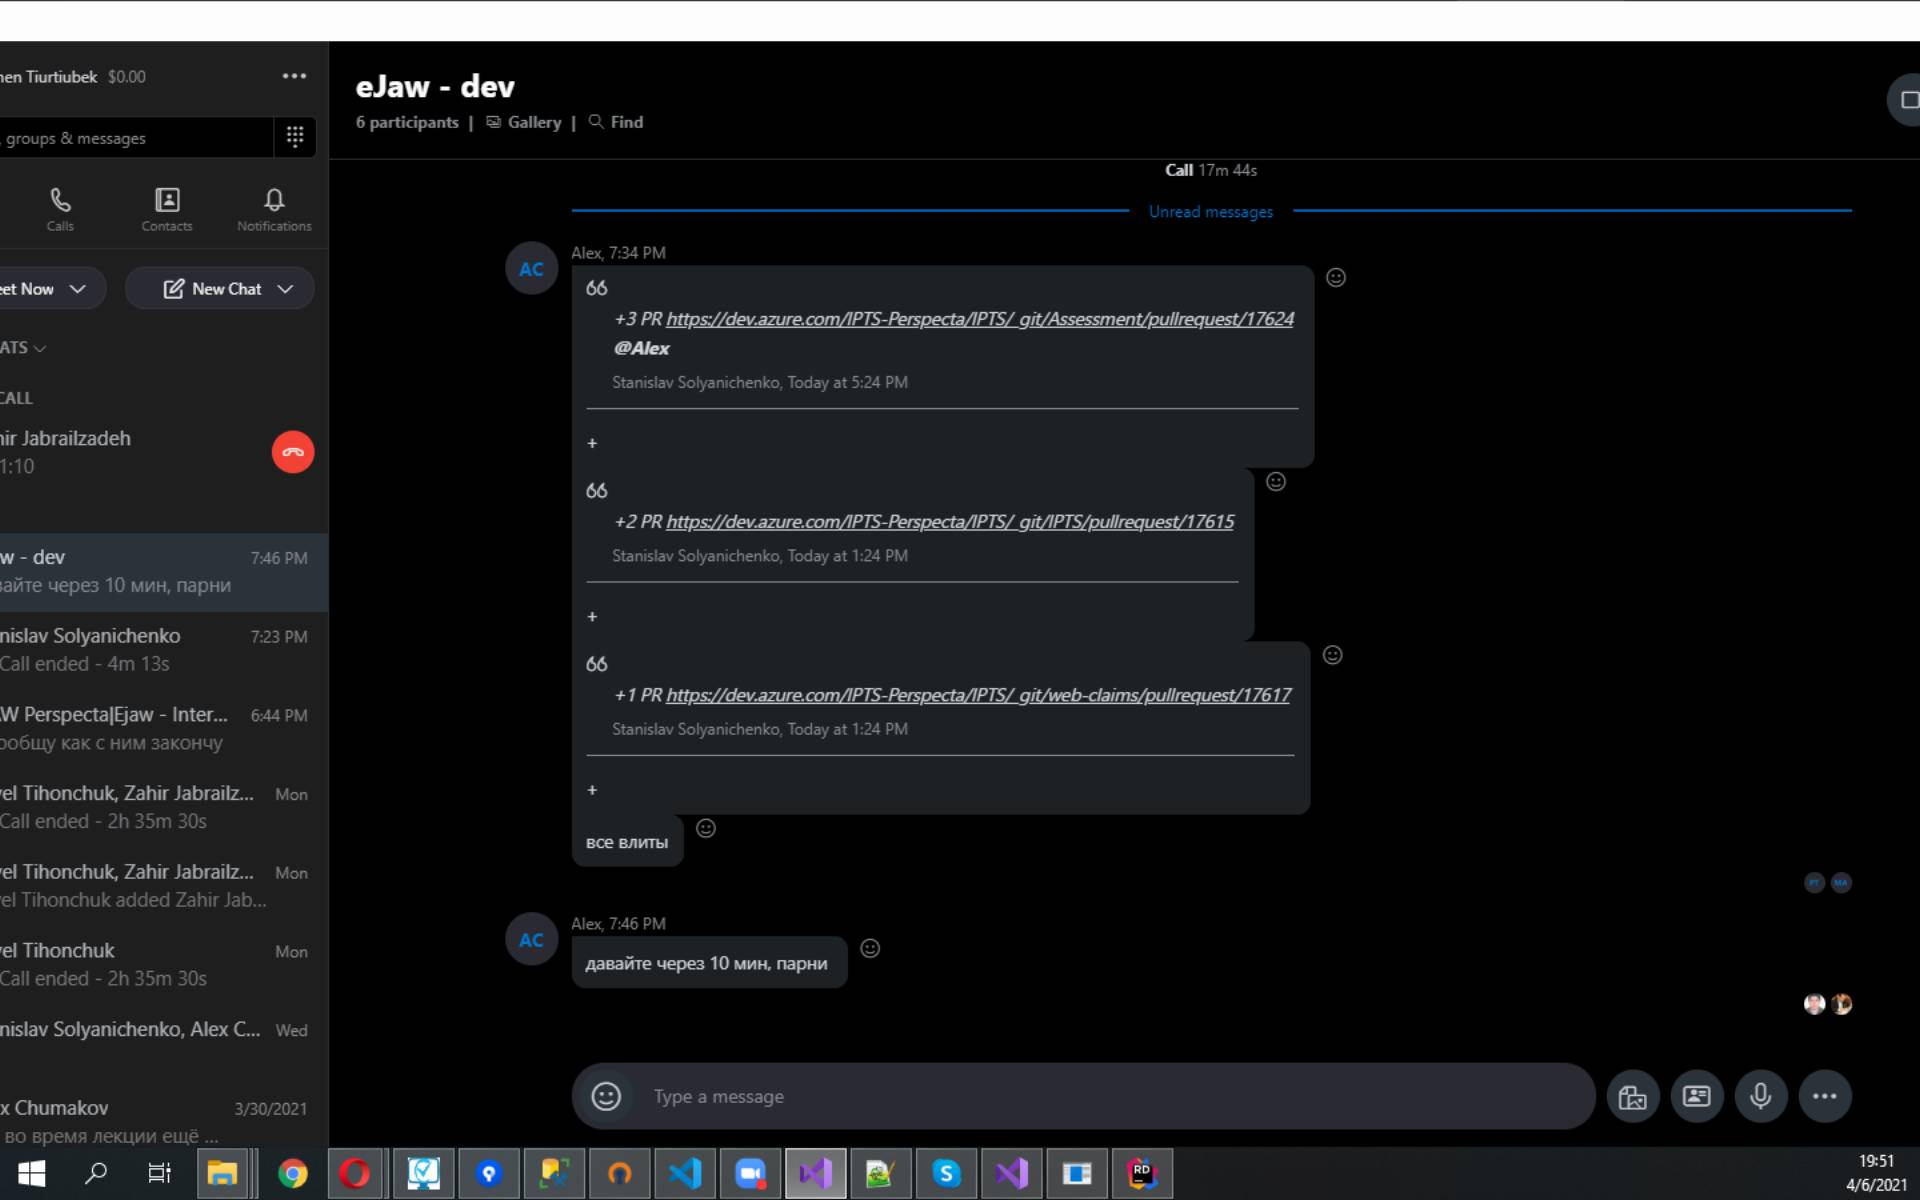 nen Tiurtiubek $0.00
, groups & messages
Calls
Contacts
Notifications
eet Now
New Chat
ATS
CALL
nir Jabrailzadeh
1:10
w - dev 7:46 PM
вайте через 10 мин, парни
nislav Solyanichenko 7:23 PM
Call ended - 4m 13s
W Perspecta|Ejaw - Inter... 6:44 PM
ообщу как с ним закончу
vel Tihonchuk, Zahir Jabrailz... Mon
Call ended - 2h 35m 30s
vel Tihonchuk, Zahir Jabrailz... Mon
vel Tihonchuk added Zahir Jab...
vel Tihonchuk Mon
Call ended - 2h 35m 30s
nislav Solyanichenko, Alex C... Wed
x Chumakov 3/30/2021
во время лекции ещё ...
eJaw - dev
6 participants | Gallery | Find
Call 17m 44s
Unread messages
AC
Alex, 7:34 PM
+3 PR https://dev.azure.com/IPTS-Perspecta/IPTS/_git/Assessment/pullrequest/17624
@Alex
Stanislav Solyanichenko, Today at 5:24 PM
+
+2 PR https://dev.azure.com/IPTS-Perspecta/IPTS/_git/IPTS/pullrequest/17615
Stanislav Solyanichenko, Today at 1:24 PM
+
+1 PR https://dev.azure.com/IPTS-Perspecta/IPTS/_git/web-claims/pullrequest/17617
Stanislav Solyanichenko, Today at 1:24 PM
+
все влиты
PT MA
AC
Alex, 7:46 PM
давайте через 10 мин, парни
Type a message
RD
19:51
4/6/2021